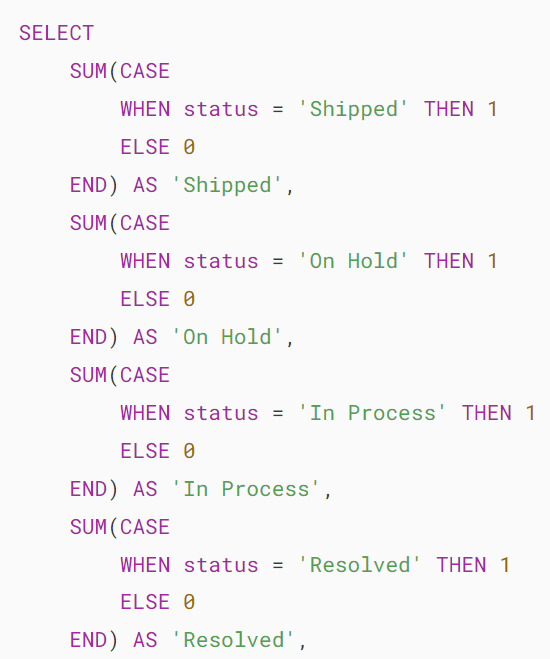 SELECT
    SUM(CASE
        WHEN status = 'Shipped' THEN 1
        ELSE 0
    END) AS 'Shipped',
    SUM(CASE
        WHEN status = 'On Hold' THEN 1
        ELSE 0
    END) AS 'On Hold',
    SUM(CASE
        WHEN status = 'In Process' THEN 1
        ELSE 0
    END) AS 'In Process',
    SUM(CASE
        WHEN status = 'Resolved' THEN 1
        ELSE 0
    END) AS 'Resolved',